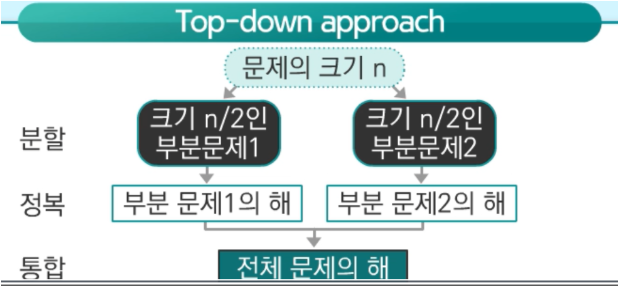 Top-down approach
문제의 크기 n
분할
크기 n/2인
부분문제1
크기 n/2인
부분문제2
정복
부분 문제1의 해
부분 문제2의 해
통합
전체 문제의 해